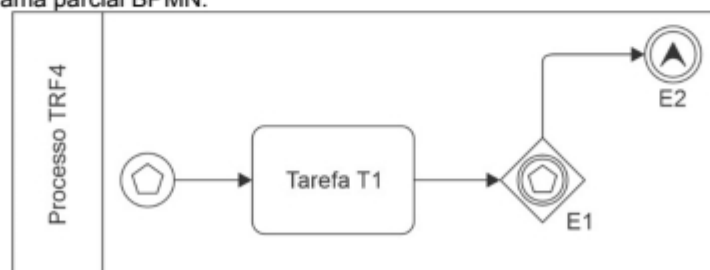 ama parcial BPMN.
Processo TRF4
Tarefa T1
E1
E2